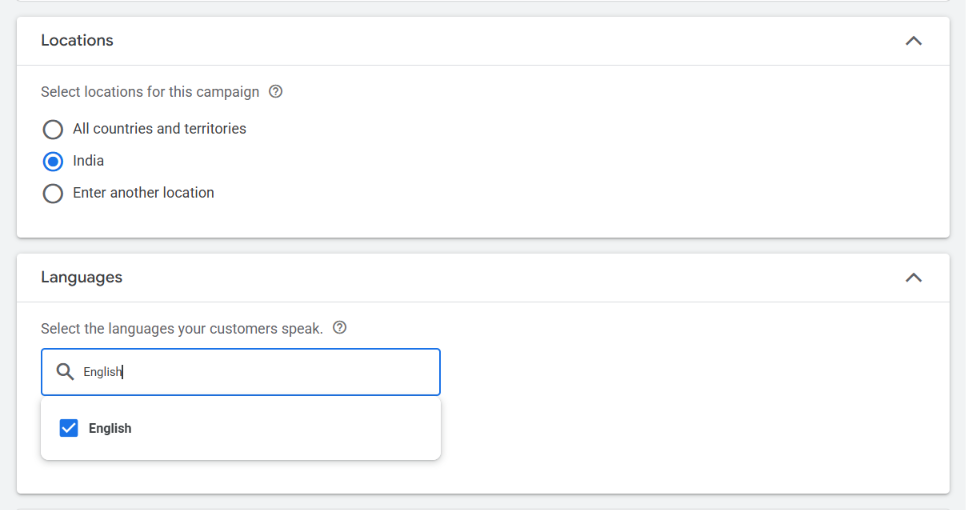 Locations
Select locations for this campaign
All countries and territories
India
Enter another location
Languages
Select the languages your customers speak.
English
English